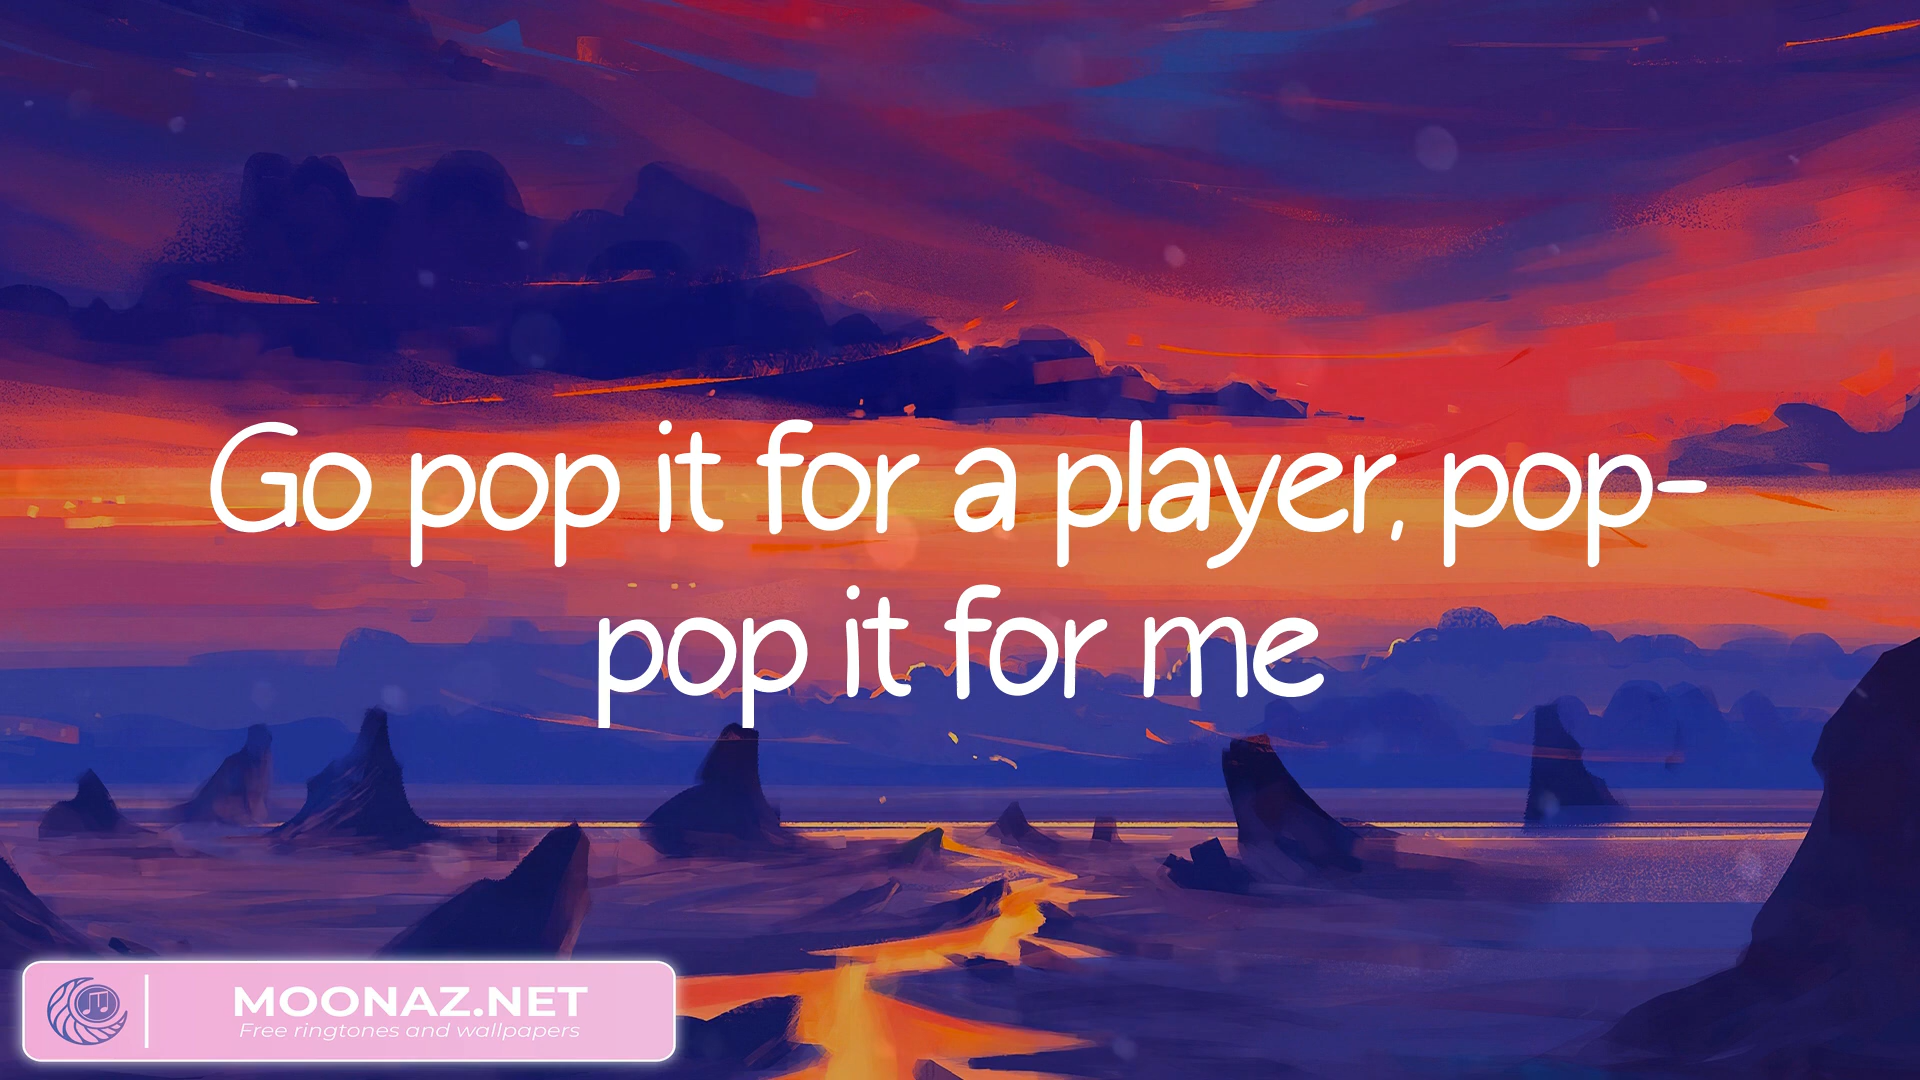 Go pop it for a player, pop-
pop it for me
MOONAZ.NET
Free ringtones and wallpapers